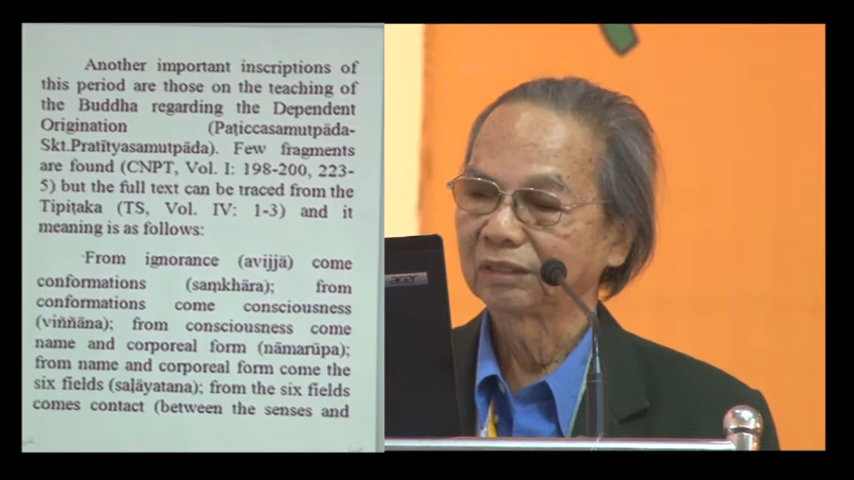 Another important inscriptions of
this period are those on the teaching of
the Buddha regarding the Dependent
Origination (Paṭiccasamutpāda-
Skt.Pratītyasamutpāda). Few fragments
are found (CNPT, Vol. I: 198-200, 223-
5) but the full text can be traced from the
Tipiṭaka (TS, Vol. IV: 1-3) and it
meaning is as follows:
From ignorance (avijjā) come
conformations (saṃkhāra); from
conformations come consciousness
(viññāna); from consciousness come
name and corporeal form (nāmarūpa);
from name and corporeal form come the
six fields (saḷāyatana); from the six fields
comes contact (between the senses and